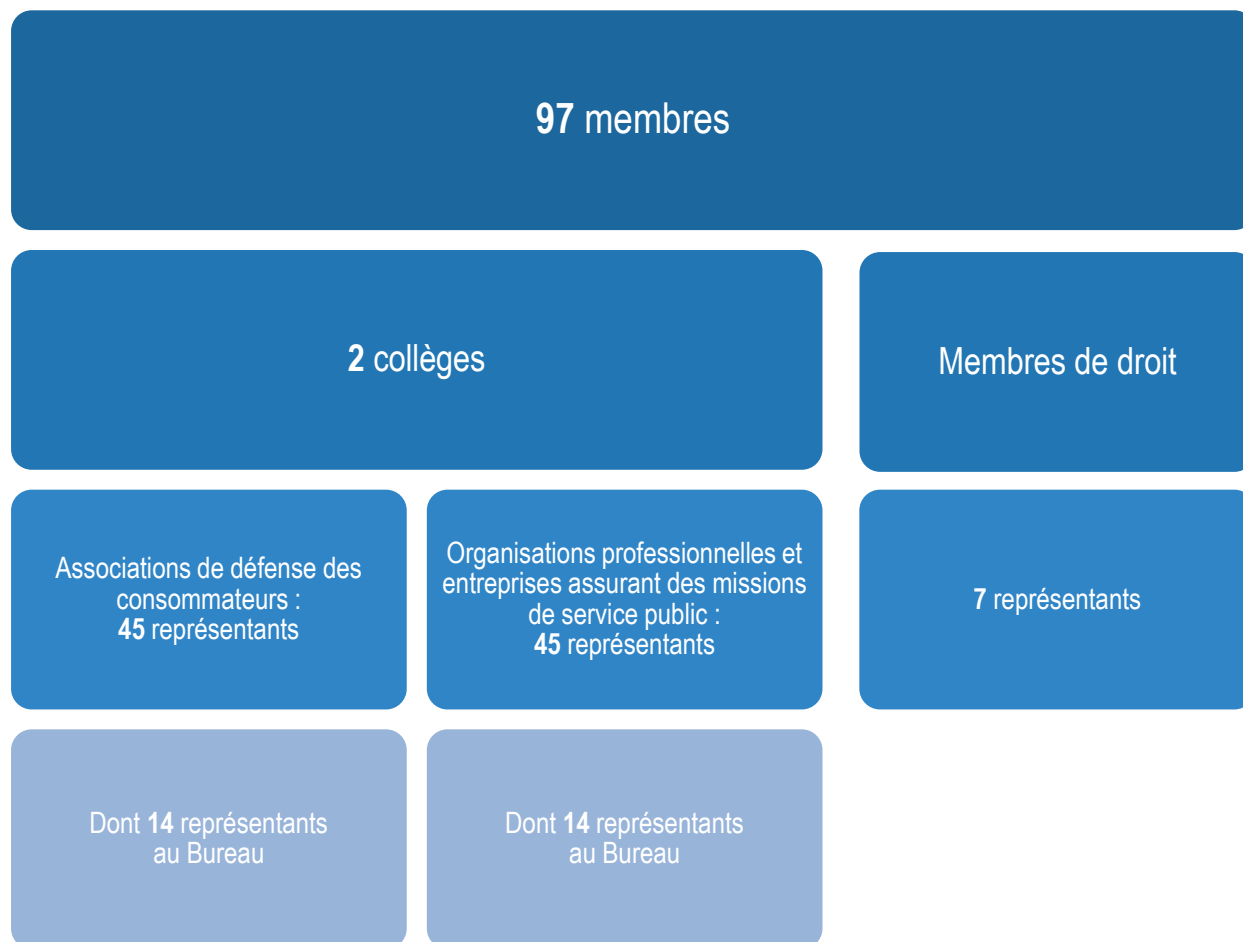 97 membres
2 collèges
Membres de droit
Associations de défense des
consommateurs :
45 représentants
Organisations professionnelles et
entreprises assurant des missions
de service public :
45 représentants
7 représentants
Dont 14 représentants
au Bureau
Dont 14 représentants
au Bureau